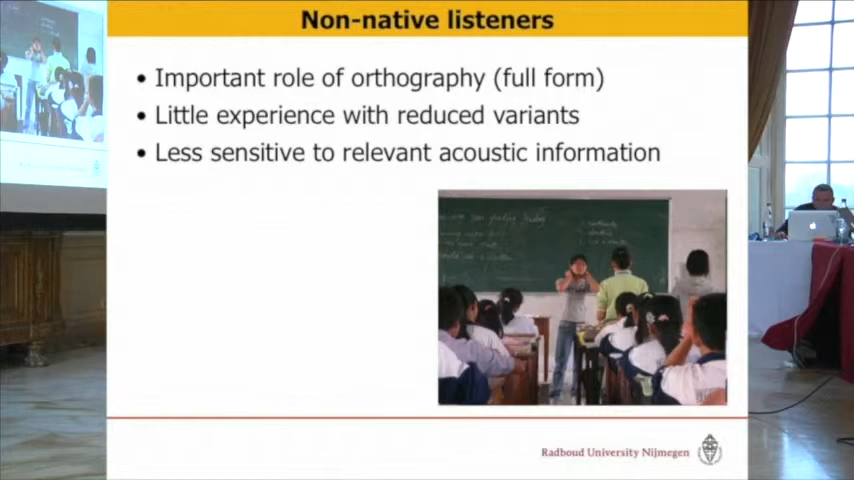 Non-native listeners
• Important role of orthography (full form)
• Little experience with reduced variants
• Less sensitive to relevant acoustic information
Radboud University Nijmegen